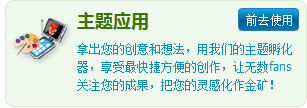 主题应用
前去使用
拿出您的创意和想法，用我们的主题孵化
器，享受最快捷方便的创作，让无数fans
关注您的成果，把您的灵感化作金矿！